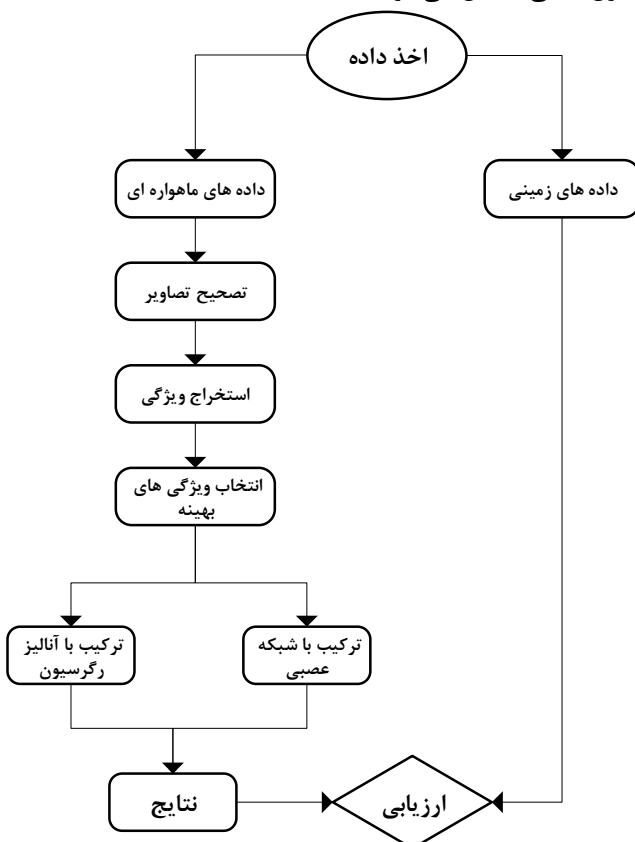 اخذ داده
داده های ماهواره ای
داده های زمینی
تصحیح تصاویر
استخراج ویژگی
انتخاب ویژگی های
بهینه
ترکیب با شبکه
عصبی
ترکیب با آنالیز
رگرسیون
نتایج
ارزیابی